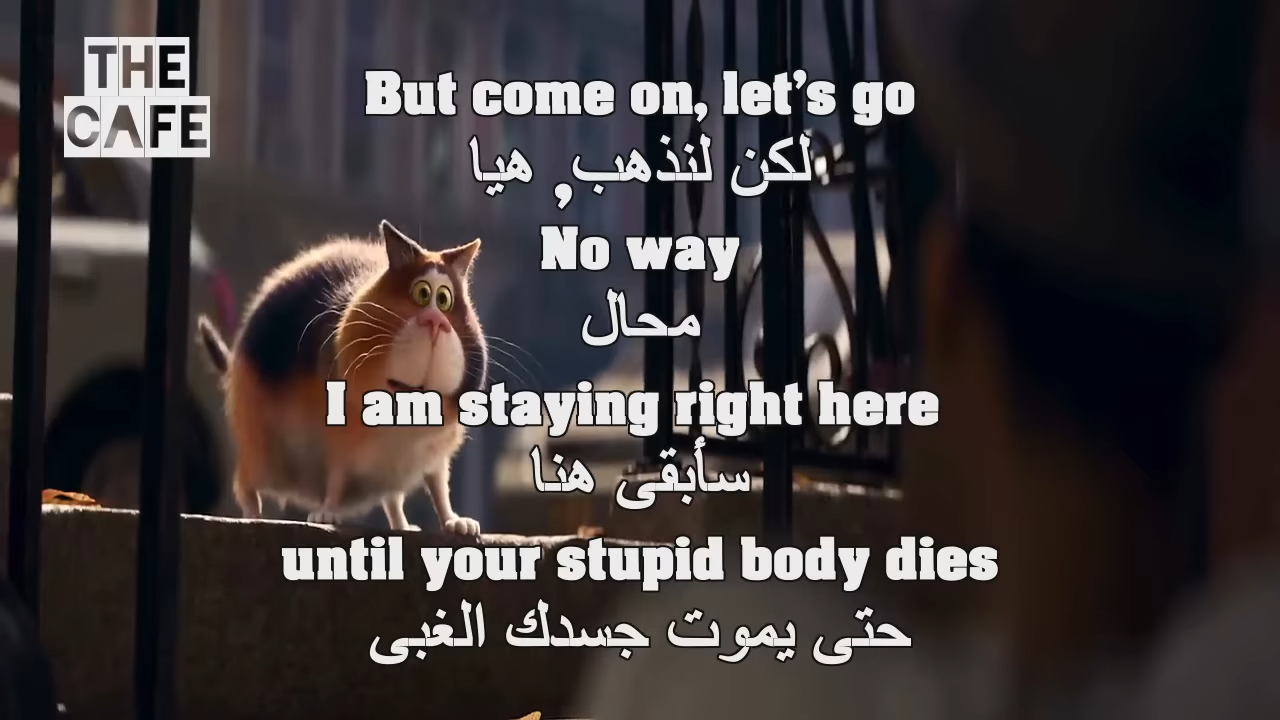 THE
CAFE
But come on, let's go
لكن لنذهب, هيا
No way
محال
I am staying right here
سأبقى هنا
until your stupid body dies
حتى يموت جسدك الغبى